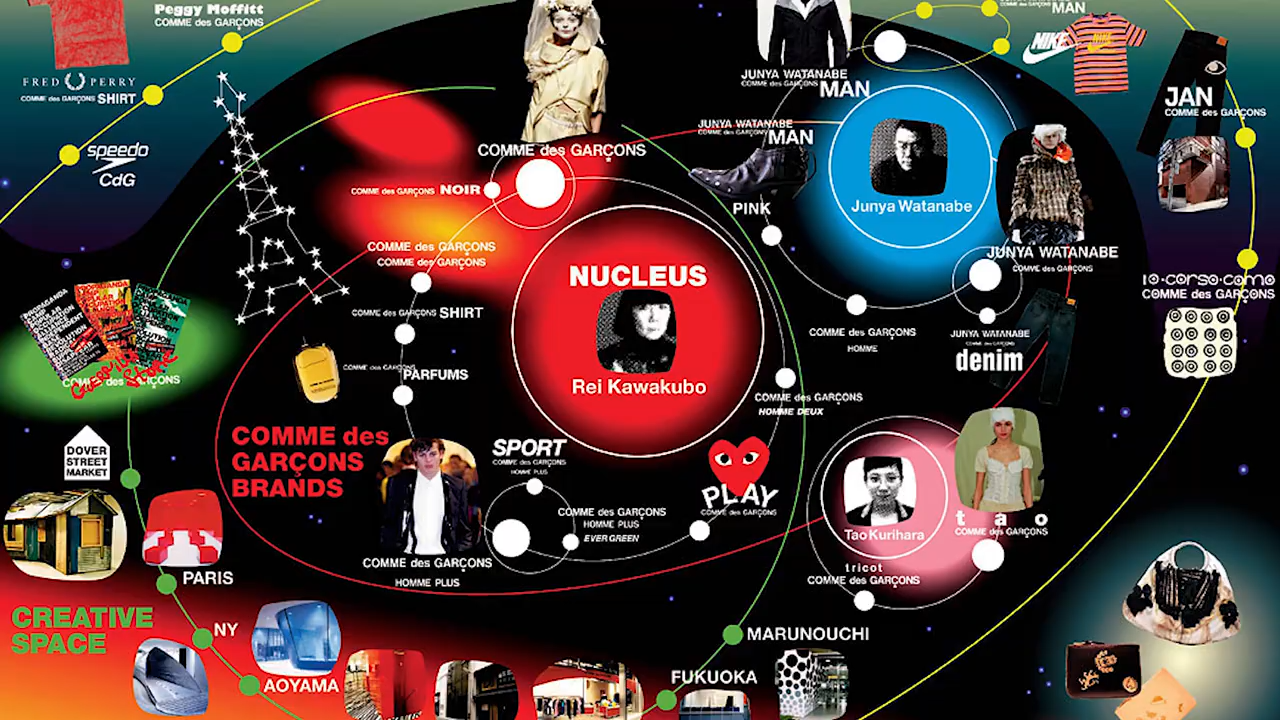 Peggy Moffitt
COMME des GARÇONS
FRED PERRY
COMME des GARÇONS SHIRT
speedo
CdG
COMME des GARÇONS
COMME des GARÇONS NOIR
COMME des GARÇONS
COMME des GARÇONS
COMME des GARÇONS SHIRT
COMME des GARÇONS
PARFUMS
NUCLEUS
Rei Kawakubo
COMME des
GARÇONS
BRANDS
JUNYA WATANABE
COMME des GARÇONS MAN
JUNYA WATANABE
COMME des GARÇONS MAN
PINK
Junya Watanabe
COMME des GARÇONS MAN
NIKE
JAN
COMME des GARÇONS
JUNYA WATANABE
COMME des GARÇONS
JUNYA WATANABE
COMME des GARÇONS
denim
10·corso·como
COMME des GARÇONS
COMME des GARÇONS
HOMME
COMME des GARÇONS
HOMME DEUX
PLAY
COMME des GARÇONS
SPORT
COMME des GARÇONS
HOMME PLUS
COMME des GARÇONS
HOMME PLUS
EVER GREEN
COMME des GARÇONS
HOMME PLUS
Tao Kurihara
tao
COMME des GARÇONS
tricot
COMME des GARÇONS
COMME des GARÇONS
DOVER
STREET
MARKET
PARIS
CREATIVE
SPACE
NY
AOYAMA
MARUNOUCHI
FUKUOKA